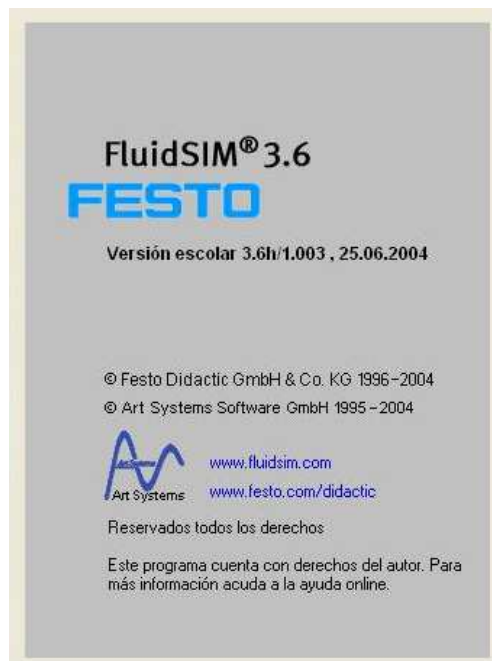 FluidSIM® 3.6
FESTO
Versión escolar 3.6h/1.003 , 25.06.2004
© Festo Didactic GmbH & Co. KG 1996-2004
© Art Systems Software GmbH 1995-2004
Art Systems
www.fluidsim.com
Art Systems
www.festo.com/didactic
Reservados todos los derechos
Este programa cuenta con derechos del autor. Para
más información acuda a la ayuda online.